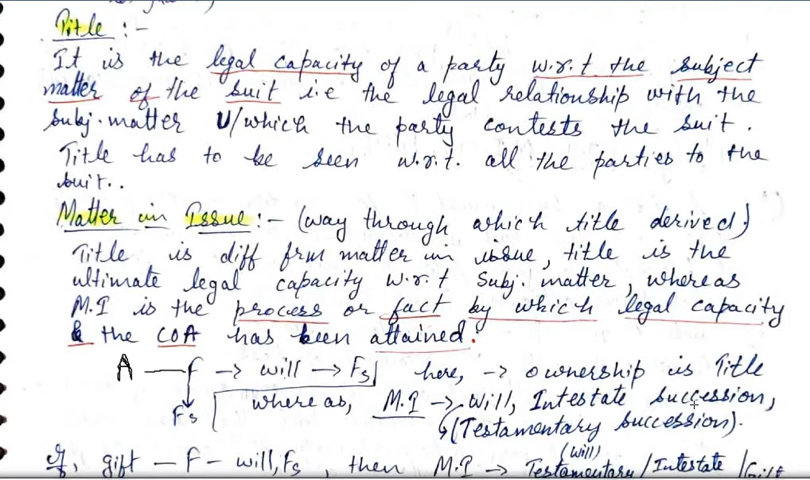 Title :-
It is the legal capacity of a party w.r.t the subject
matter of the suit i.e the legal relationship with the
subj. matter U/which the party contests the suit.
Title has to be seen w.r.t. all the parties to the
suit..
Matter in Issue :- (way through which title derived)
Title is diff frm matter in issue, title is the
ultimate legal capacity w.r.t Subj. matter, whereas
M.I is the process or fact by which legal capacity
& the COA has been attained.
A — F → will → Fs here, → ownership is Title
Fs whereas, M.I → Will, Intestate succession,
(Testamentary succession).
(will)
If, gift — F — will, Fs, then M.I → Testamentary/Intestate/Gift